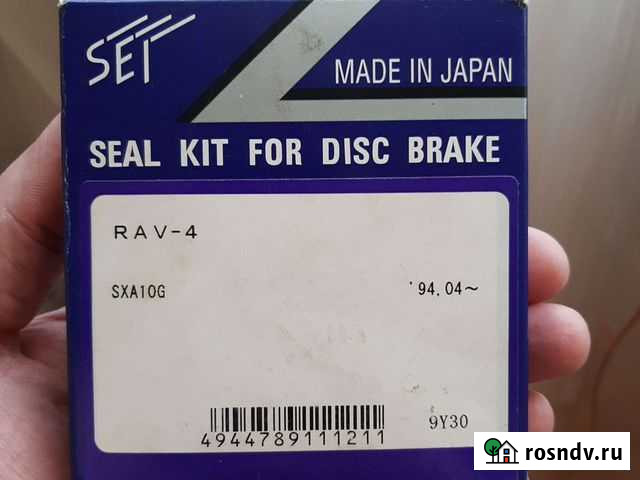 SET
MADE IN JAPAN
SEAL KIT FOR DISC BRAKE
RAV-4
SXA10G '94.04~
4944789111211
9Y30
rosndv.ru